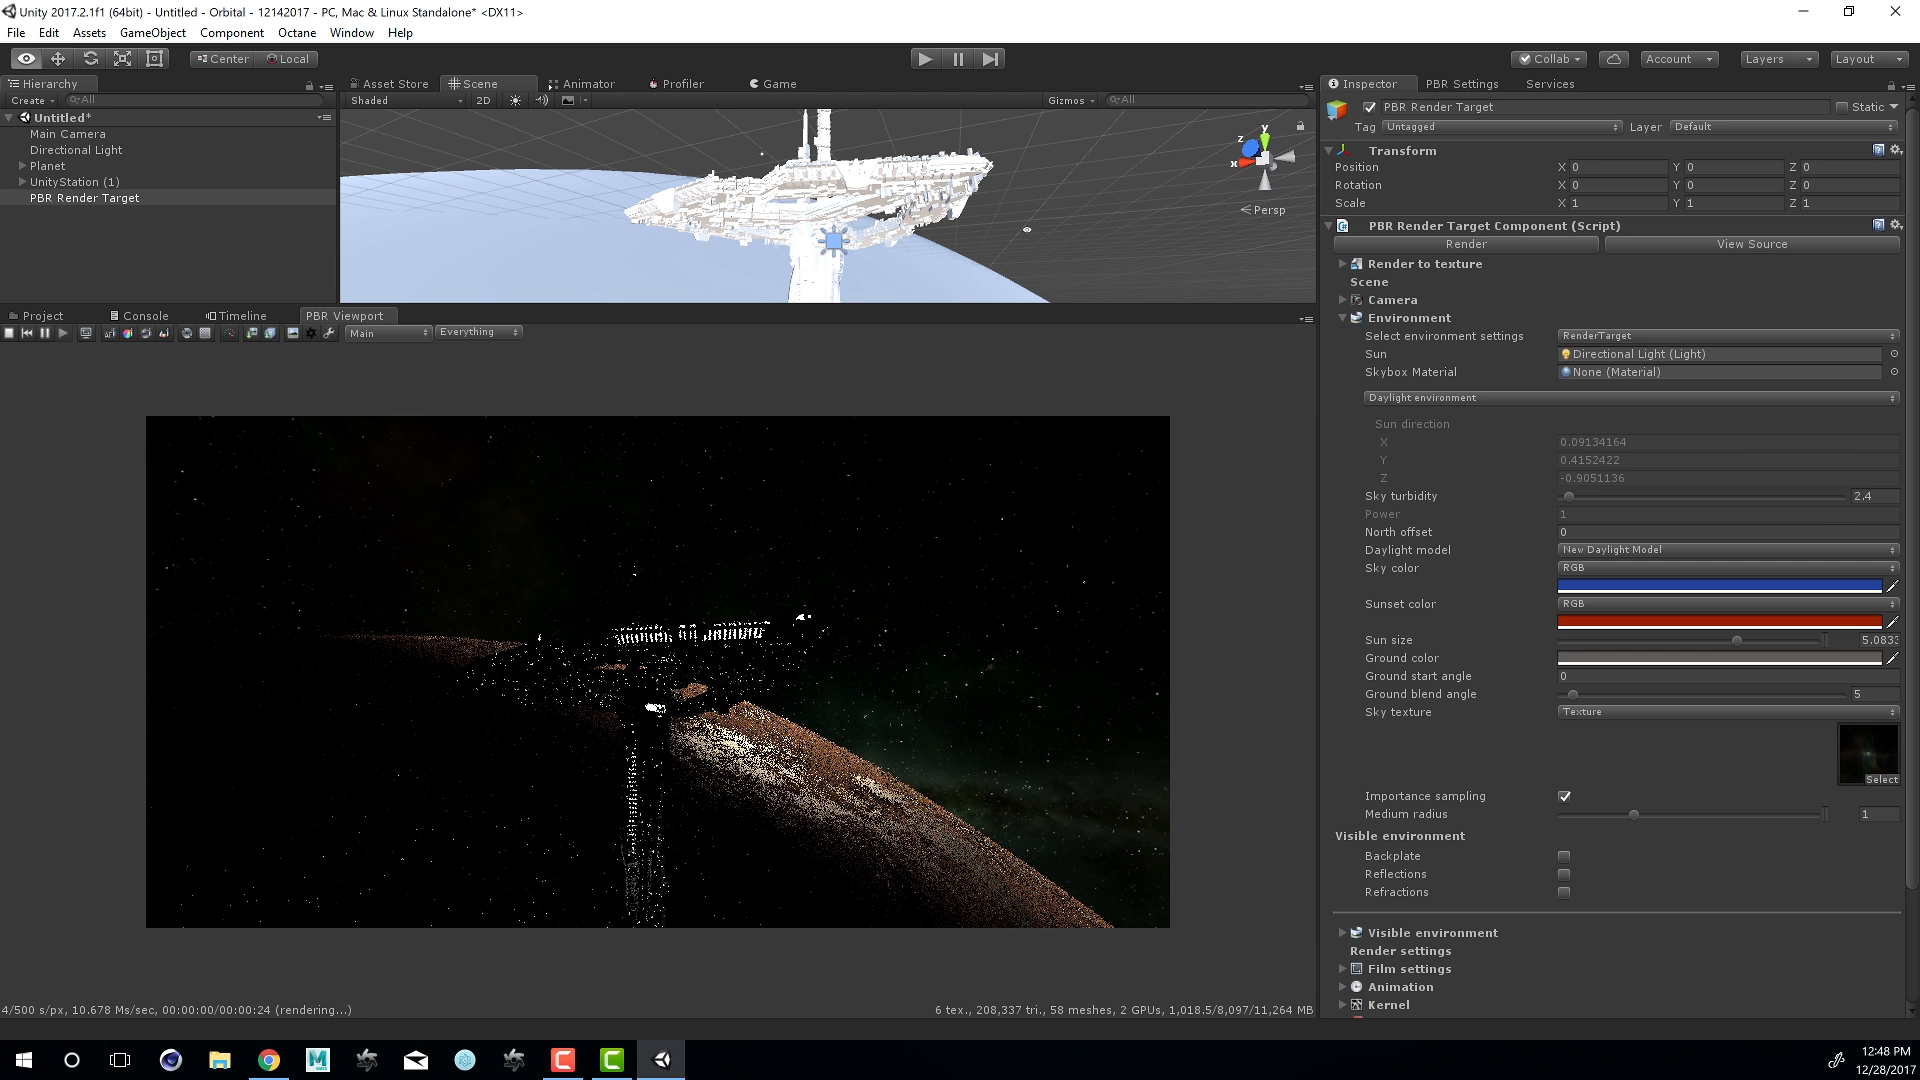 Unity 2017.2.1f1 (64bit) - Untitled - Orbital - 12142017 - PC, Mac & Linux Standalone* <DX11>
File Edit Assets GameObject Component Octane Window Help
Center Local Collab Account Layers Layout
Hierarchy Asset Store Scene Animator Profiler Game Inspector PBR Settings Services
Create All Shaded 2D Gizmos All
PBR Render Target Static
Tag Untagged Layer Default
Untitled*
Main Camera
Directional Light
Planet
UnityStation (1)
PBR Render Target
y
z
x
Persp
Transform
Position X 0 Y 0 Z 0
Rotation X 0 Y 0 Z 0
Scale X 1 Y 1 Z 1
PBR Render Target Component (Script)
Render View Source
Render to texture
Scene
Camera
Environment
Select environment settings RenderTarget
Sun Directional Light (Light)
Skybox Material None (Material)
Daylight environment
Sun direction
X 0.09134164
Y 0.4152422
Z -0.9051136
Sky turbidity 2.4
Power 1
North offset 0
Daylight model New Daylight Model
Sky color RGB
Sunset color RGB
Sun size 5.0833
Ground color
Ground start angle 0
Ground blend angle 5
Sky texture Texture
Select
Importance sampling
Medium radius 1
Visible environment
Backplate
Reflections
Refractions
Visible environment
Render settings
Film settings
Animation
Kernel
Project Console Timeline PBR Viewport
Main Everything
4/500 s/px, 10.678 Ms/sec, 00:00:00/00:00:24 (rendering...)
6 tex., 208,337 tri., 58 meshes, 2 GPUs, 1,018.5/8,097/11,264 MB
12:48 PM
12/28/2017